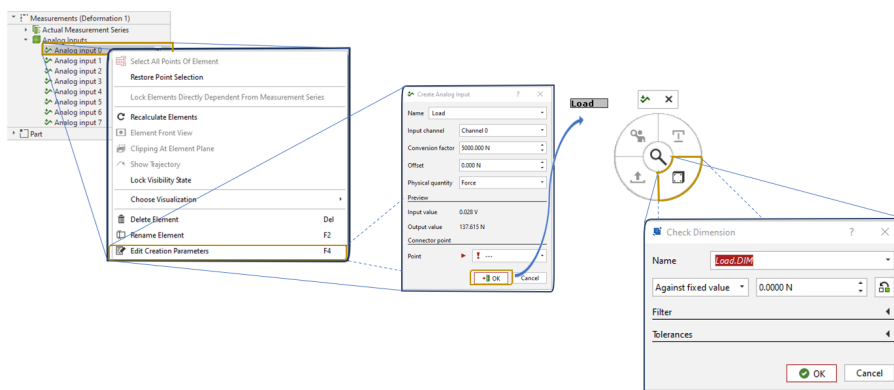 Measurements (Deformation 1)
Actual Measurement Series
Analog Inputs
Analog input 0
Analog input 1
Analog input 2
Analog input 3
Analog input 4
Analog input 5
Analog input 6
Analog input 7
Part
Select All Points Of Element
Restore Point Selection
Lock Elements Directly Dependent From Measurement Series
Recalculate Elements
Element Front View
Clipping At Element Plane
Show Trajectory
Lock Visibility State
Choose Visualization
Delete Element Del
Rename Element F2
Edit Creation Parameters F4
Create Analog Input ?
Name Load
Input channel Channel 0
Conversion factor 5000.000 N
Offset 0.000 N
Physical quantity Force
Preview
Input value 0.028 V
Output value 137.615 N
Connector point
Point ! ---
OK Cancel
Load
Check Dimension ?
Name Load.DIM
Against fixed value 0.0000 N
Filter
Tolerances
OK Cancel